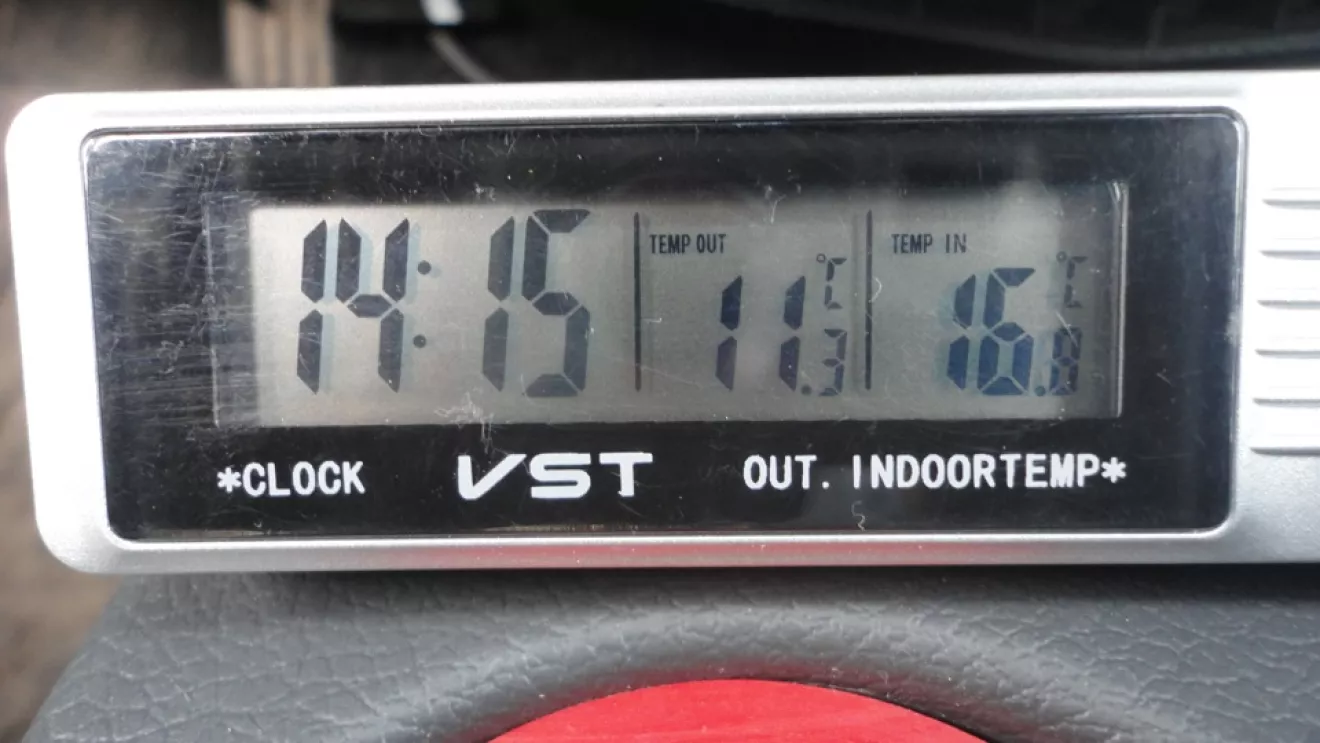 TEMP OUT TEMP IN
14:15 11.3 °C 16.8 °C
*CLOCK VST OUT. INDOORTEMP*